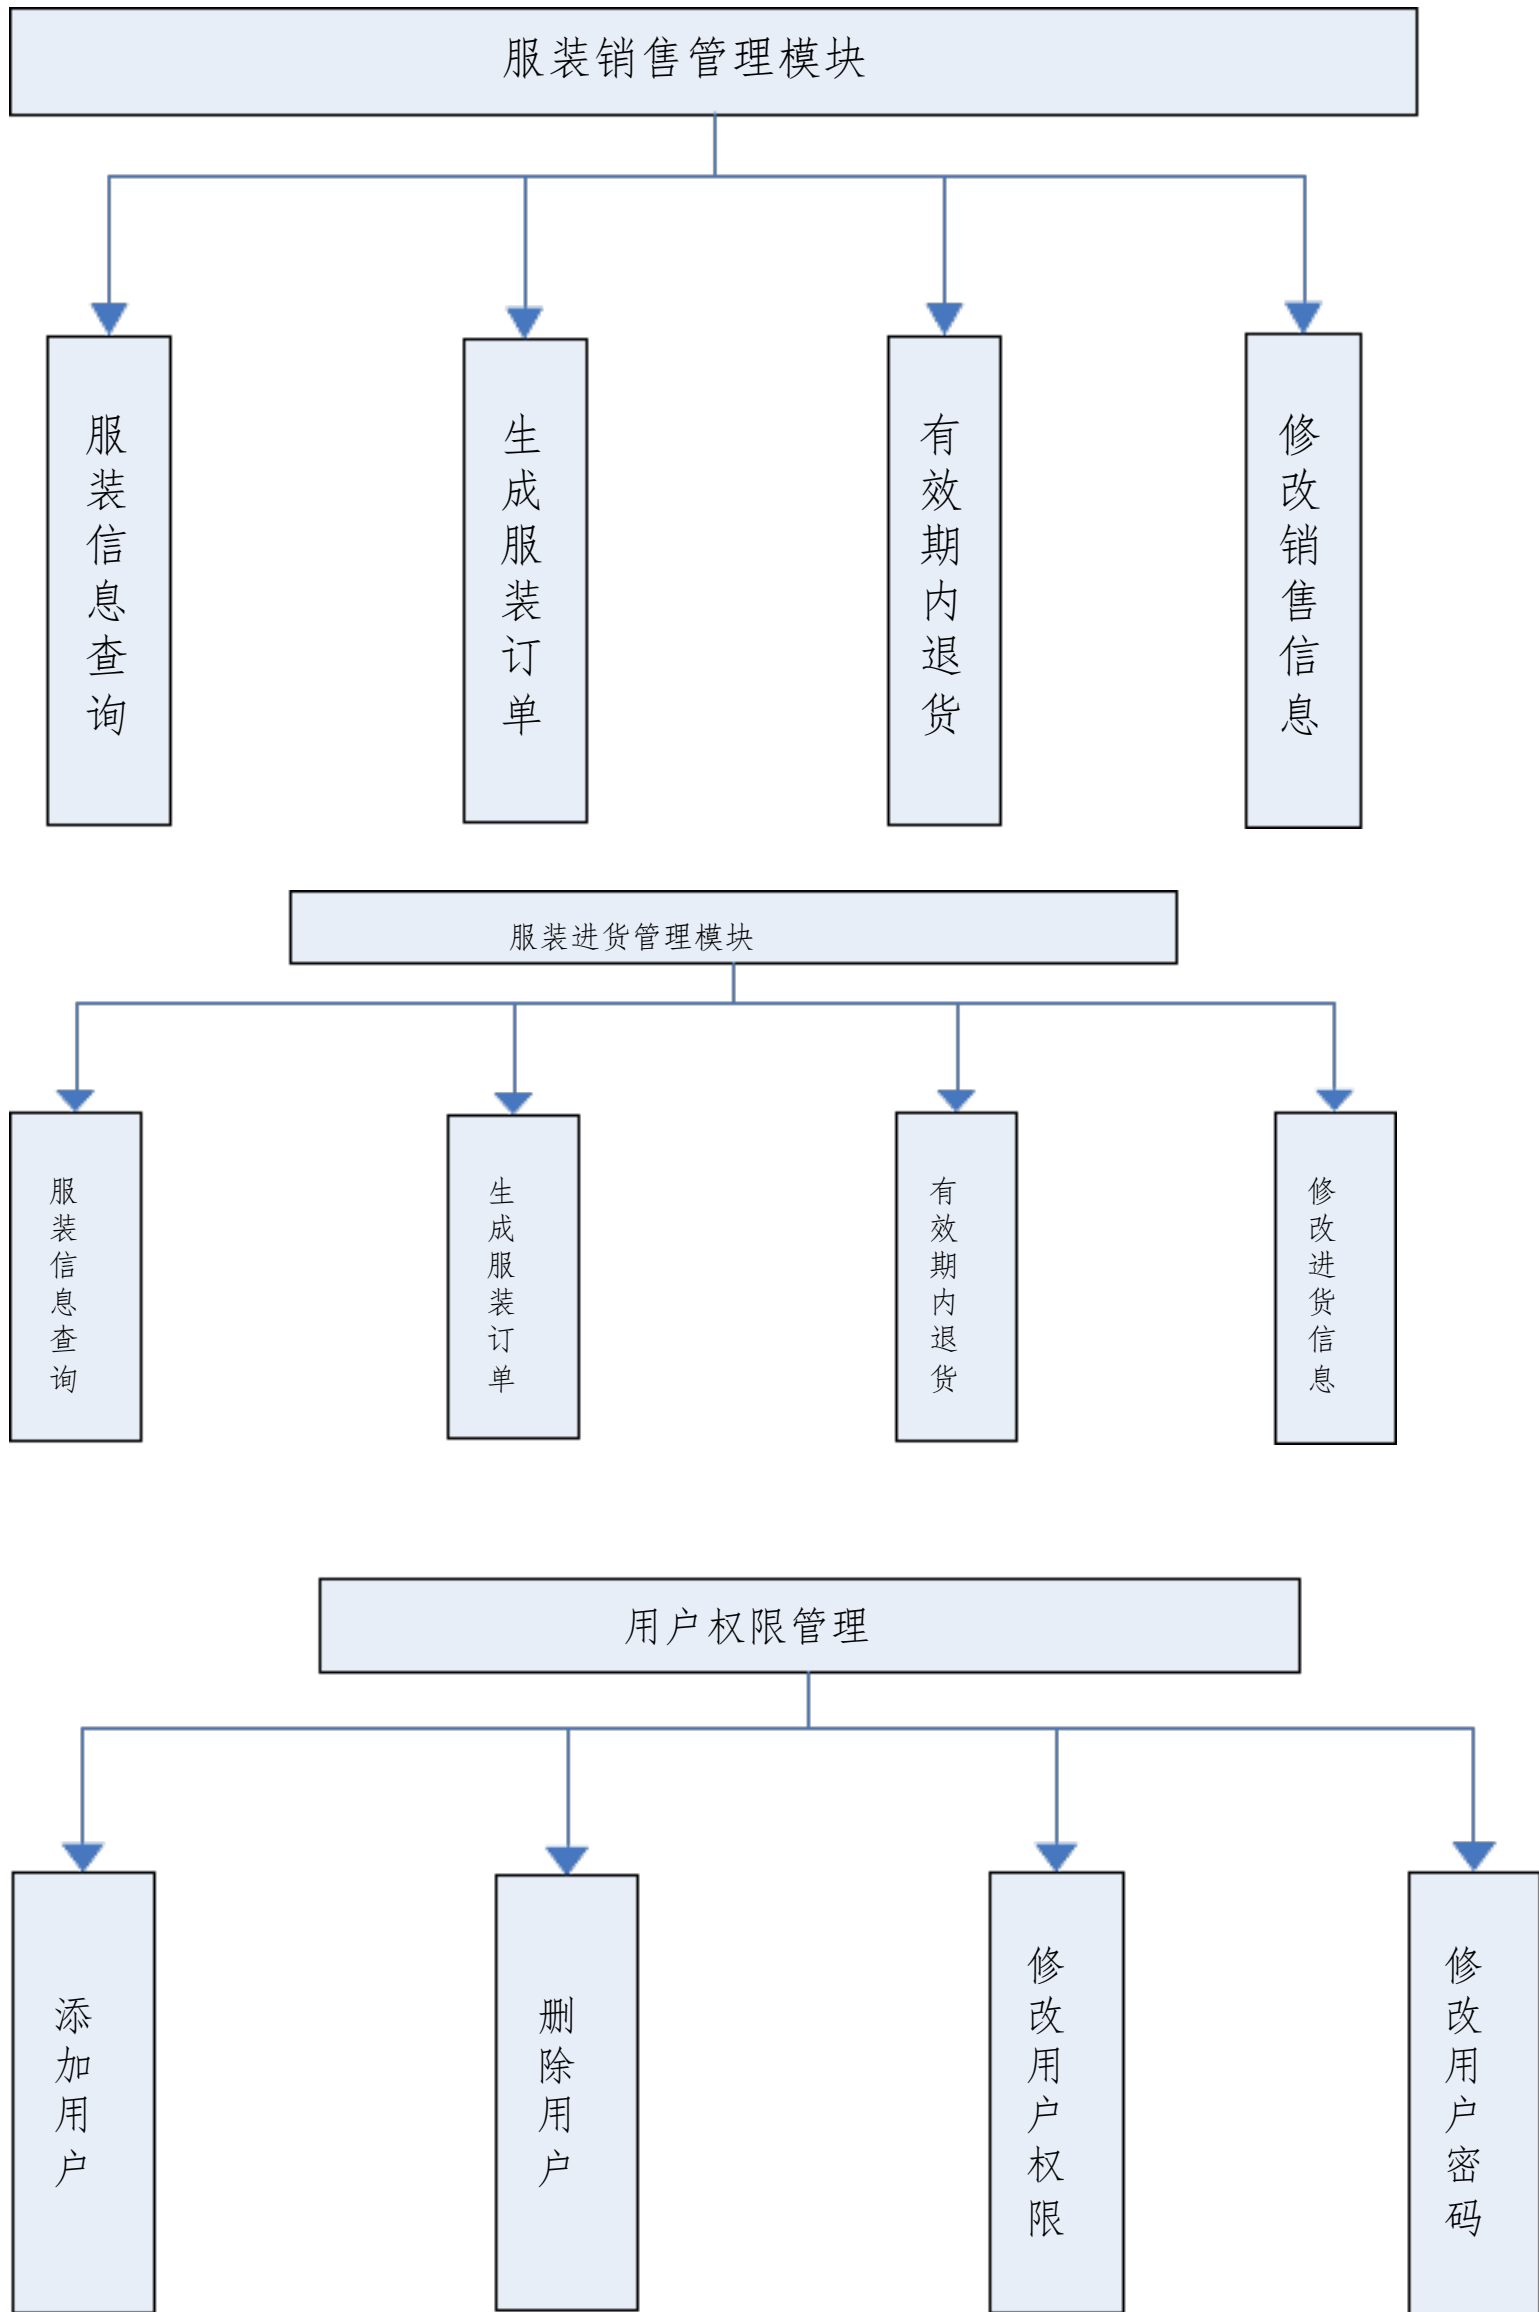 服装销售管理模块
服装信息查询
生成服装订单
有效期内退货
修改销售信息
服装进货管理模块
服装信息查询
生成服装订单
有效期内退货
修改进货信息
用户权限管理
添加用户
删除用户
修改用户权限
修改用户密码